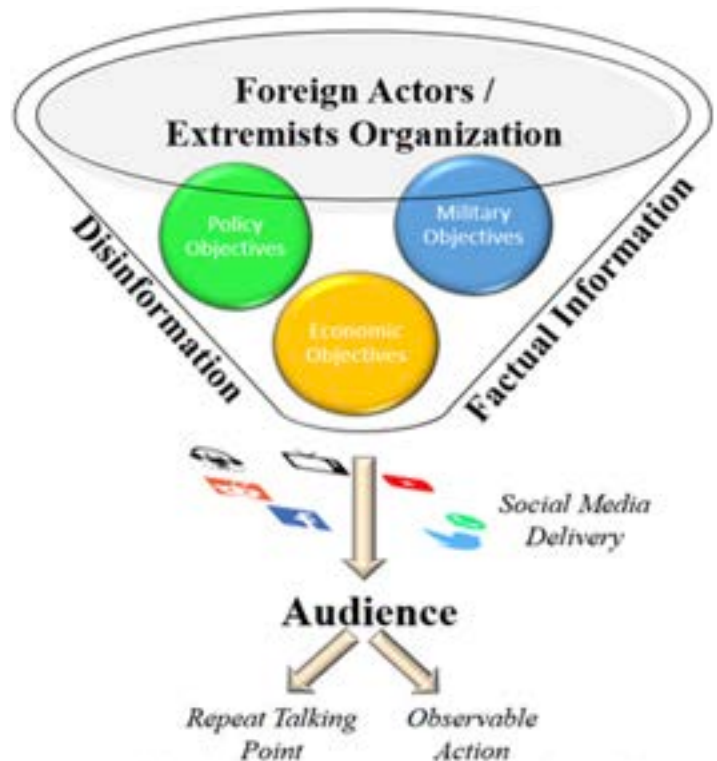 Foreign Actors /
Extremists Organization
Policy
Objectives
Military
Objectives
Economic
Objectives
Disinformation
Factual Information
Social Media
Delivery
Audience
Repeat Talking
Point
Observable
Action